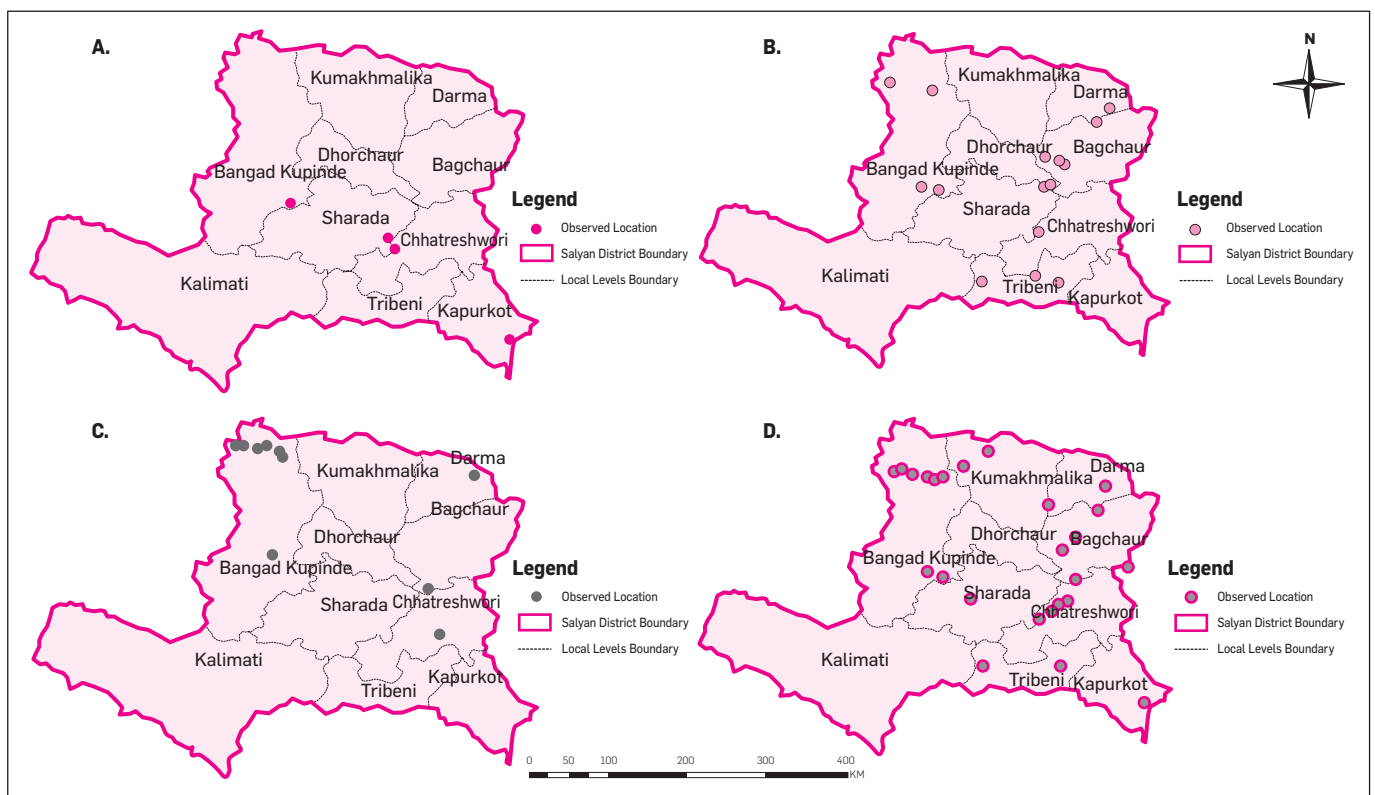 A.
Kumakhmalika
Darma
Dhorchaur
Bagchaur
Bangad Kupinde
Sharada
Chhatreshwori
Kalimati
Tribeni
Kapurkot
Legend
Observed Location
Salyan District Boundary
Local Levels Boundary
B.
N
Kumakhmalika
Darma
Dhorchaur
Bagchaur
Bangad Kupinde
Sharada
Chhatreshwori
Kalimati
Tribeni
Kapurkot
Legend
Observed Location
Salyan District Boundary
Local Levels Boundary
C.
Darma
Kumakhmalika
Bagchaur
Dhorchaur
Bangad Kupinde
Sharada
Chhatreshwori
Kalimati
Kapurkot
Tribeni
Legend
Observed Location
Salyan District Boundary
Local Levels Boundary
D.
Darma
Kumakhmalika
Dhorchaur
Bagchaur
Bangad Kupinde
Sharada
Chhatreshwori
Kalimati
Tribeni
Kapurkot
Legend
Observed Location
Salyan District Boundary
Local Levels Boundary
0 50 100 200 300 400
KM